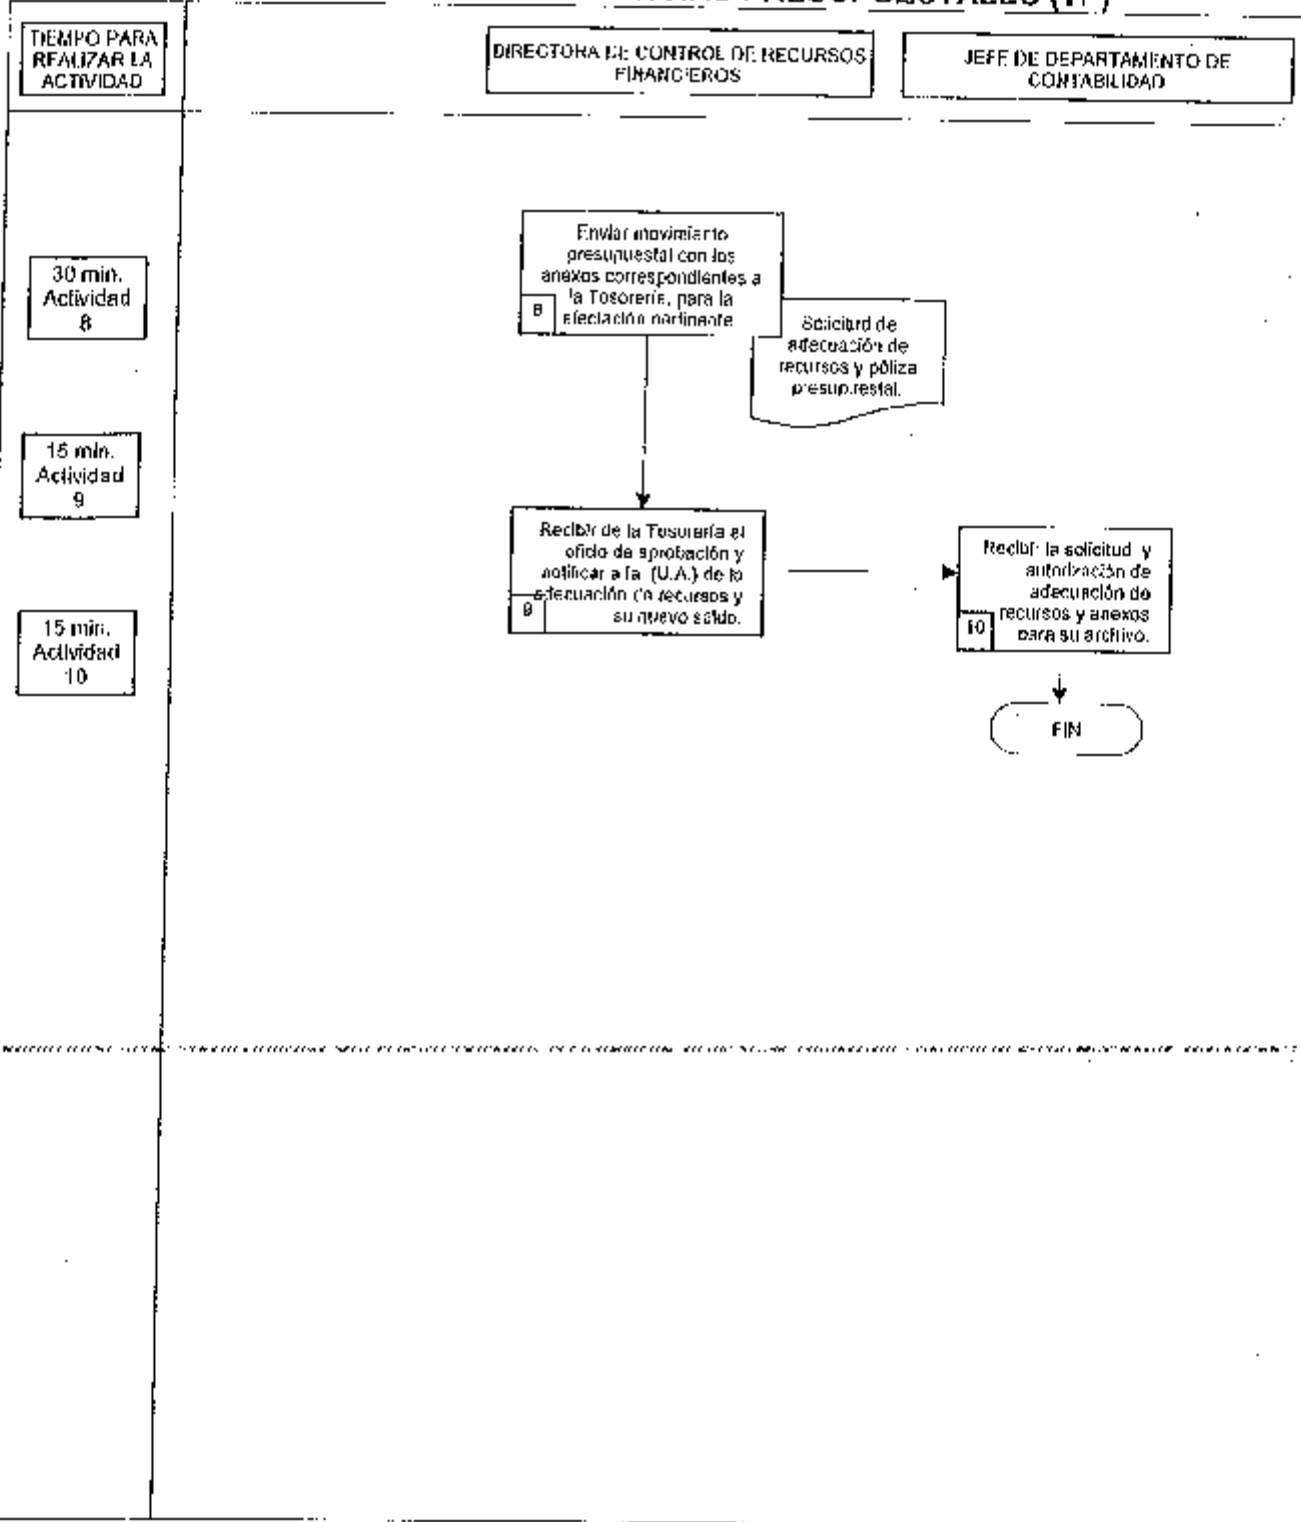 TIEMPO PARA
REALIZAR LA
ACTIVIDAD
DIRECTORA DE CONTROL DE RECURSOS
FINANCIEROS
JEFE DE DEPARTAMENTO DE
CONTABILIDAD
30 min.
Actividad
8
Enviar movimiento
presupuestal con los
anexos correspondientes a
la Tesorería, para la
afectación pertinente
8
Solicitud de
adecuación de
recursos y póliza
presupuestal.
15 min.
Actividad
9
Recibir de la Tesorería el
oficio de aprobación y
notificar a la (U.A.) de la
adecuación de recursos y
su nuevo saldo.
9
Recibir la solicitud y
autorización de
adecuación de
recursos y anexos
para su archivo.
10
15 min.
Actividad
10
FIN